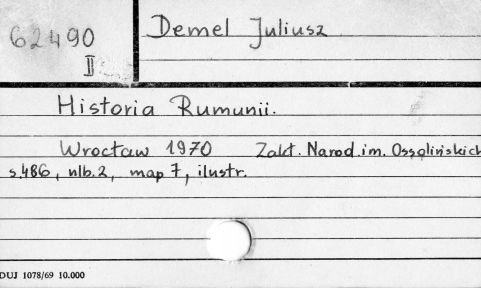 62490
II
Demel Juliusz
Historia Rumunii.
Wrocław 1970 Zakł. Narod. im. Ossolińskich
s.486, nlb.2, map 7, ilustr.
DUJ 1078/69 10.000